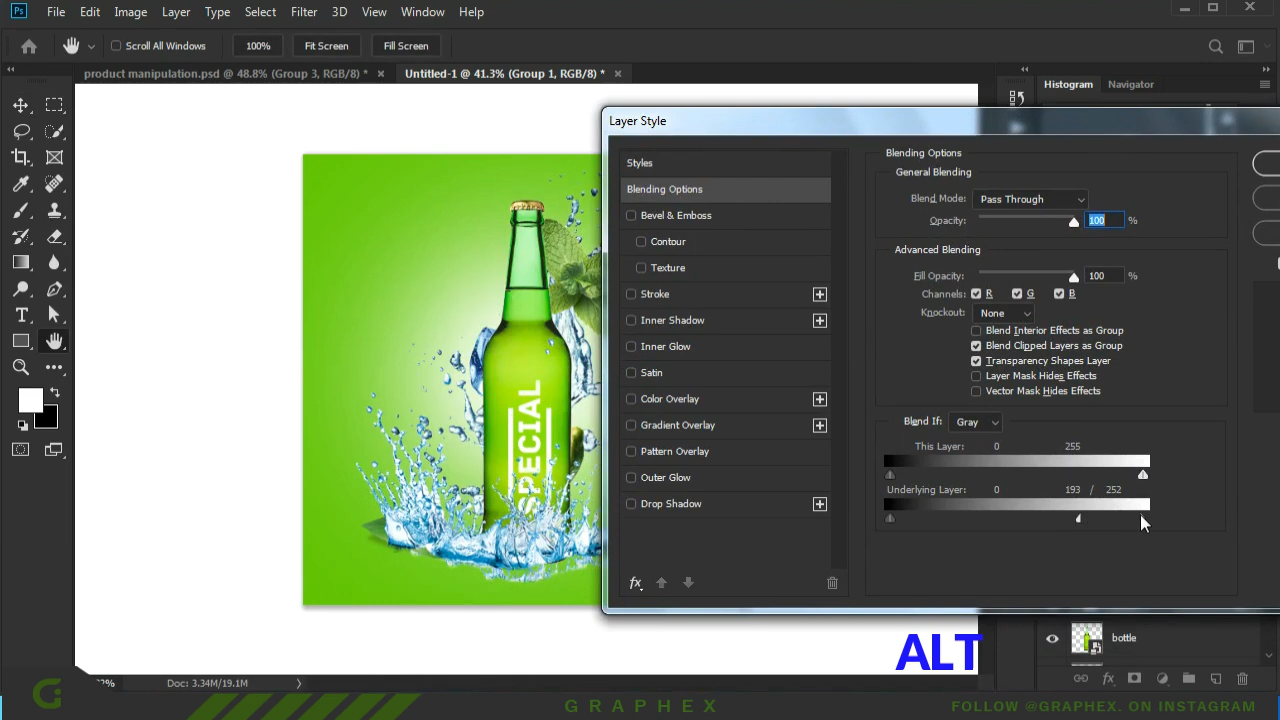 Ps File Edit Image Layer Type Select Filter 3D View Window Help
Scroll All Windows 100% Fit Screen Fill Screen
product manipulation.psd @ 48.8% (Group 3, RGB/8) * × Untitled-1 @ 41.3% (Group 1, RGB/8) * ×
Histogram Navigator
Layer Style
Styles
Blending Options
Bevel & Emboss
Contour
Texture
Stroke
Inner Shadow
Inner Glow
Satin
Color Overlay
Gradient Overlay
Pattern Overlay
Outer Glow
Drop Shadow
fx
Blending Options
General Blending
Blend Mode: Pass Through
Opacity: 100 %
Advanced Blending
Fill Opacity: 100 %
Channels: R G B
Knockout: None
Blend Interior Effects as Group
Blend Clipped Layers as Group
Transparency Shapes Layer
Layer Mask Hides Effects
Vector Mask Hides Effects
Blend If: Gray
This Layer: 0 255
Underlying Layer: 0 193 / 252
SPECIAL
ALT
bottle
fx
Doc: 3.34M/19.1M
GRAPHEX
FOLLOW @GRAPHEX. ON INSTAGRAM